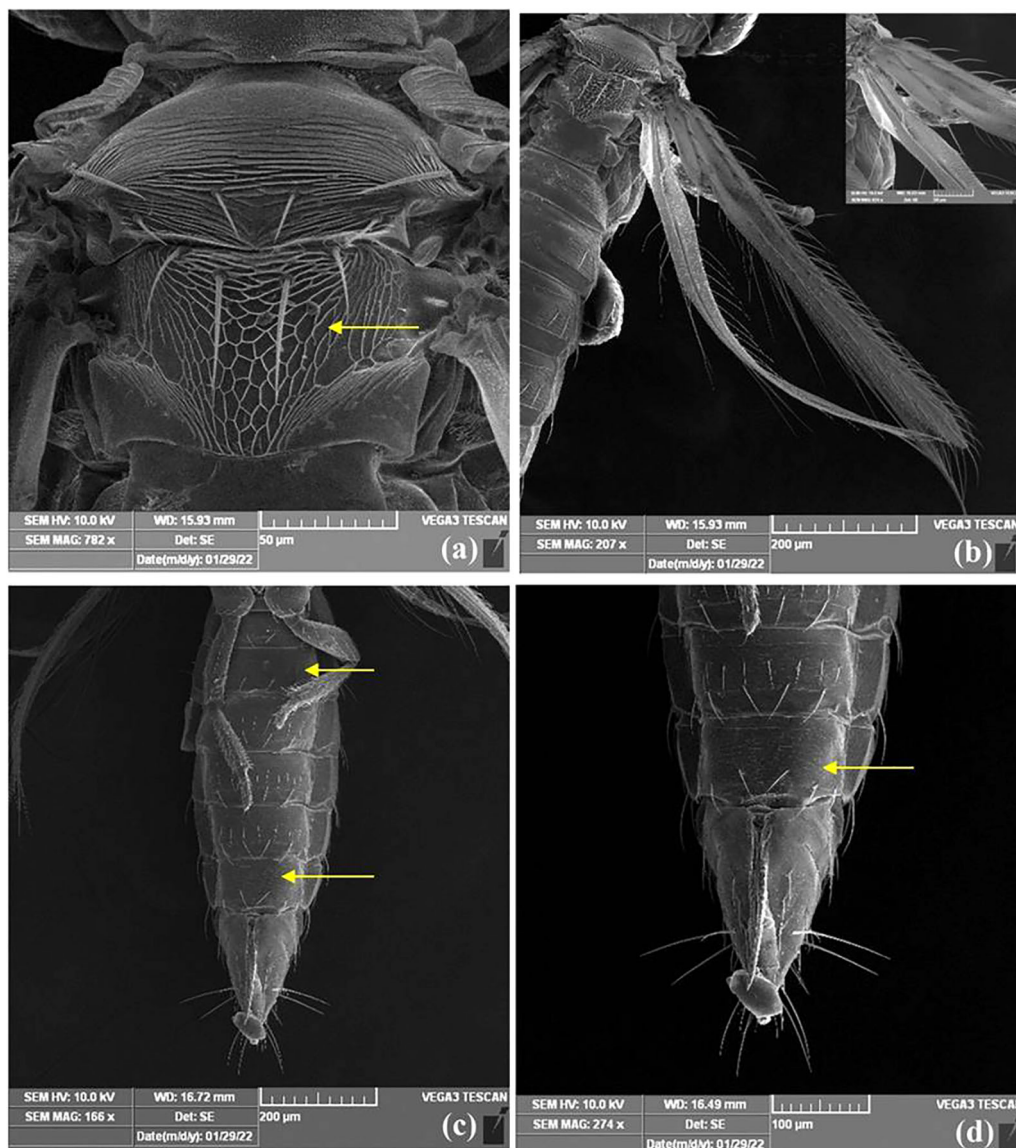 SEM HV: 10.0 kV WD: 15.93 mm VEGA3 TESCAN
SEM MAG: 782 x Det: SE 50 µm
Date(m/d/y): 01/29/22 (a)
SEM HV: 10.0 kV WD: 15.93 mm VEGA3 TESCAN
SEM MAG: 207 x Det: SE 200 µm
Date(m/d/y): 01/29/22 (b)
SEM HV: 10.0 kV WD: 16.72 mm VEGA3 TESCAN
SEM MAG: 166 x Det: SE 200 µm
Date(m/d/y): 01/29/22 (c)
SEM HV: 10.0 kV WD: 16.49 mm VEGA3 TESCAN
SEM MAG: 274 x Det: SE 100 µm
Date(m/d/y): 01/29/22 (d)